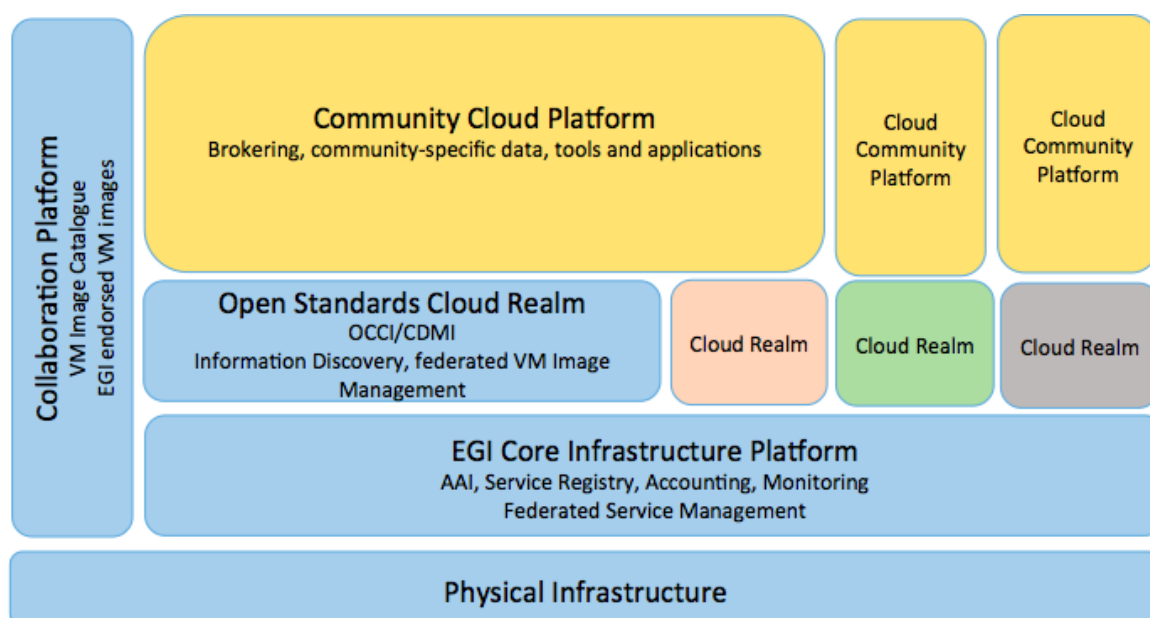 Collaboration Platform
VM Image Catalogue
EGI endorsed VM images
Community Cloud Platform
Brokering, community-specific data, tools and applications
Cloud
Community
Platform
Cloud
Community
Platform
Open Standards Cloud Realm
OCCI/CDMI
Information Discovery, federated VM Image
Management
Cloud Realm
Cloud Realm
Cloud Realm
EGI Core Infrastructure Platform
AAI, Service Registry, Accounting, Monitoring
Federated Service Management
Physical Infrastructure